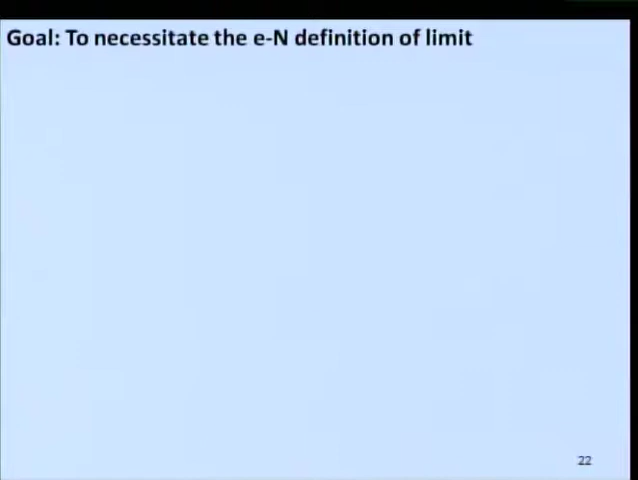 Goal: To necessitate the e-N definition of limit
22